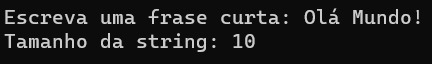 Escreva uma frase curta: Olá Mundo!
Tamanho da string: 10